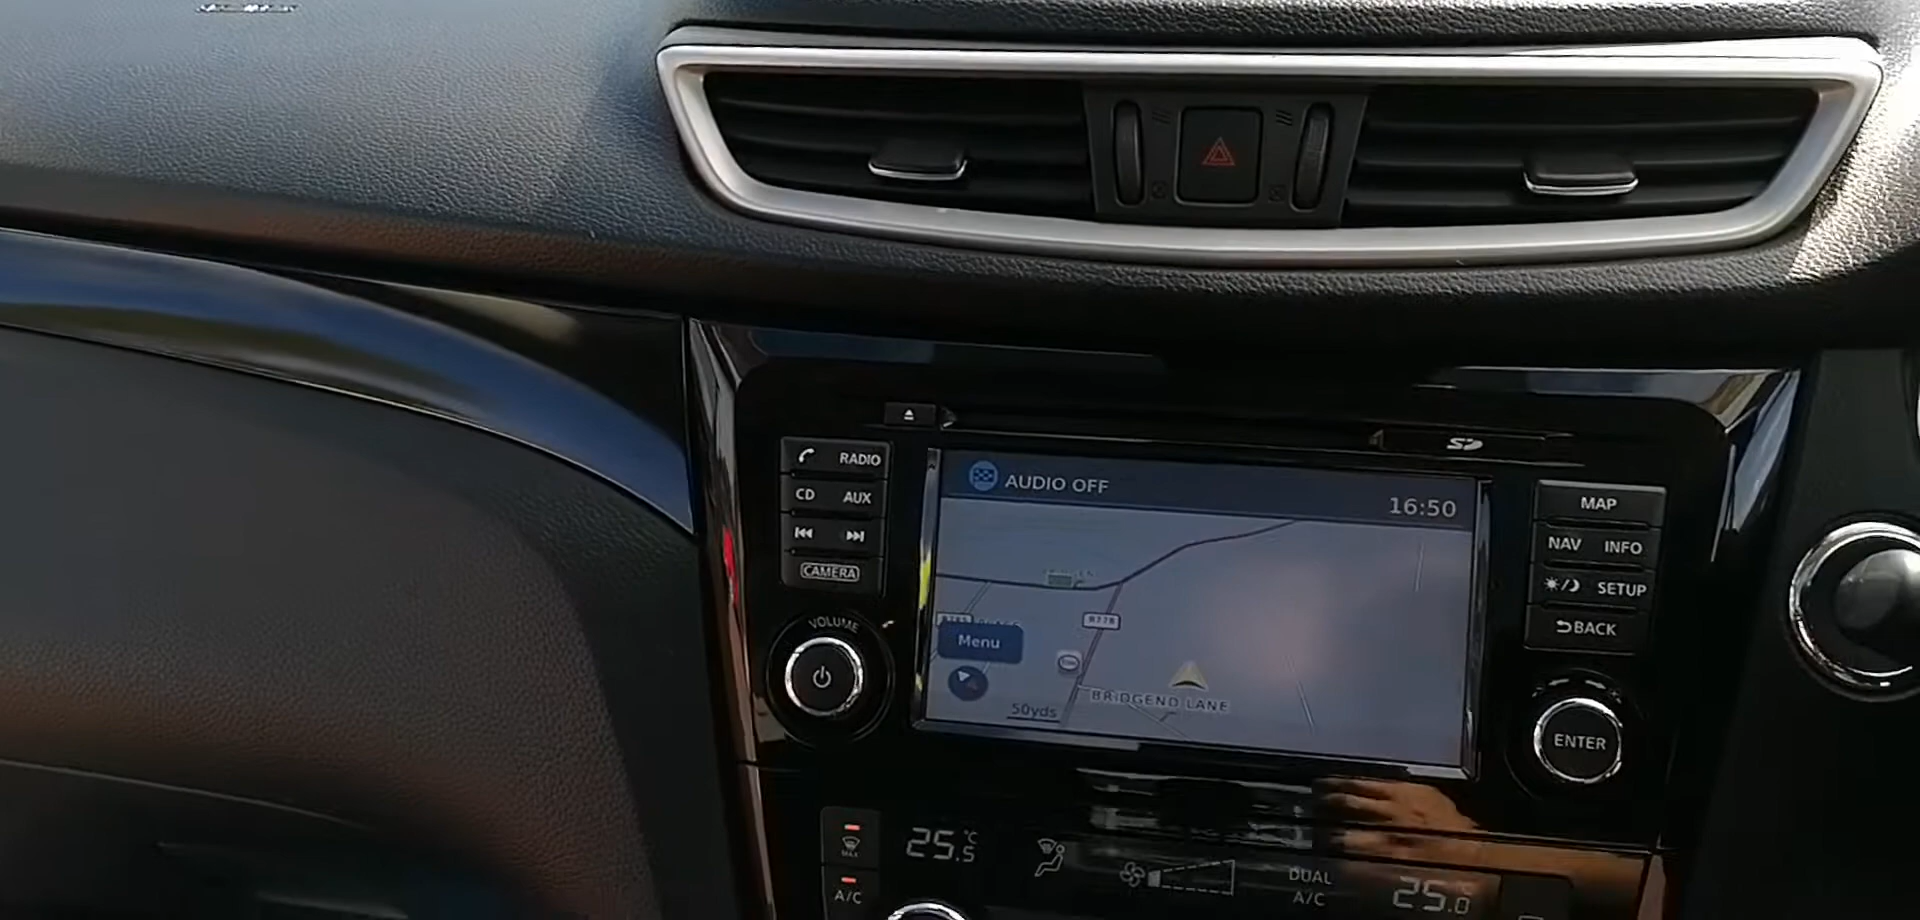 RADIO
CD AUX
CAMERA
VOLUME
SD
AUDIO OFF
16:50
B778
Menu
BRIDGEND LANE
50yds
MAP
NAV INFO
SETUP
BACK
ENTER
MAX
25.5°C
A/C
DUAL
A/C
25.0